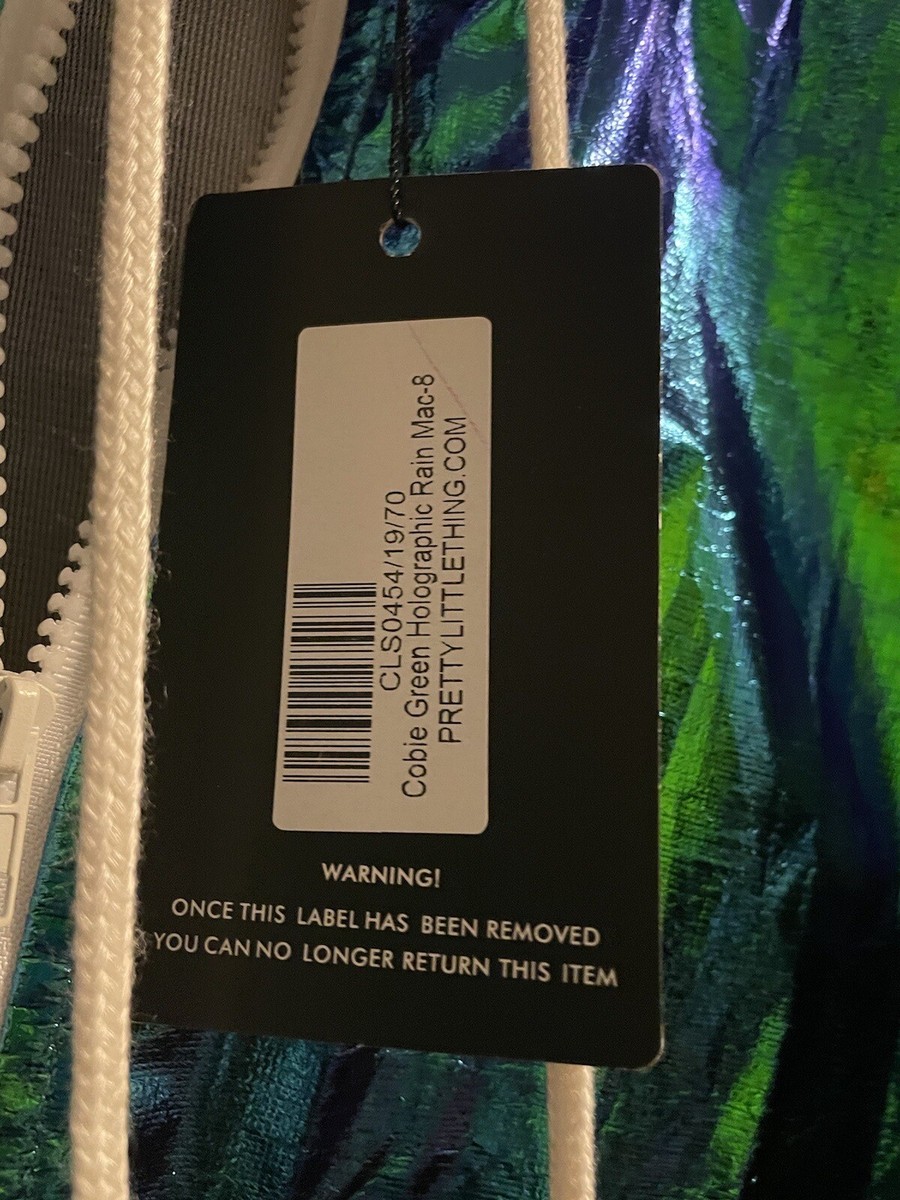 CLS0454/19/70
Cobie Green Holographic Rain Mac-8
PRETTYLITTLETHING.COM
WARNING!
ONCE THIS LABEL HAS BEEN REMOVED
YOU CAN NO LONGER RETURN THIS ITEM